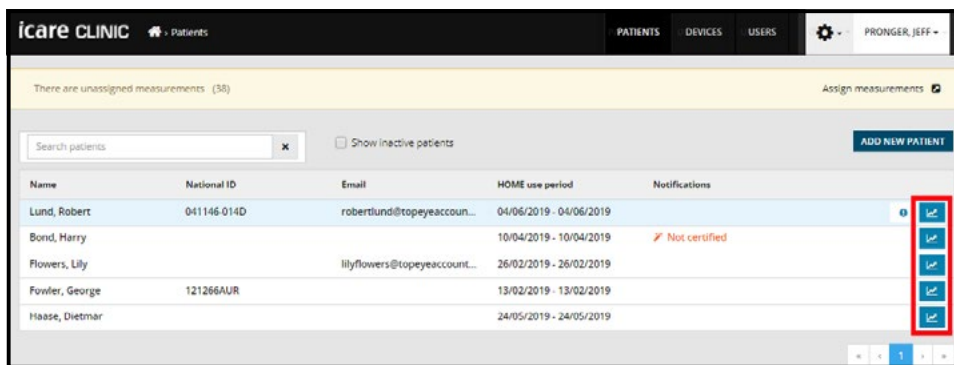 icare CLINIC › Patients PATIENTS DEVICES USERS PRONGER, JEFF
There are unassigned measurements (38) Assign measurements
Search patients × Show inactive patients ADD NEW PATIENT
Name National ID Email HOME use period Notifications
Lund, Robert 041146-014D robertlund@topeyeaccoun... 04/06/2019 - 04/06/2019
Bond, Harry 10/04/2019 - 10/04/2019 Not certified
Flowers, Lily lilyflowers@topeyeaccount... 26/02/2019 - 26/02/2019
Fowler, George 121266AUR 13/02/2019 - 13/02/2019
Haase, Dietmar 24/05/2019 - 24/05/2019
« ‹ 1 › »